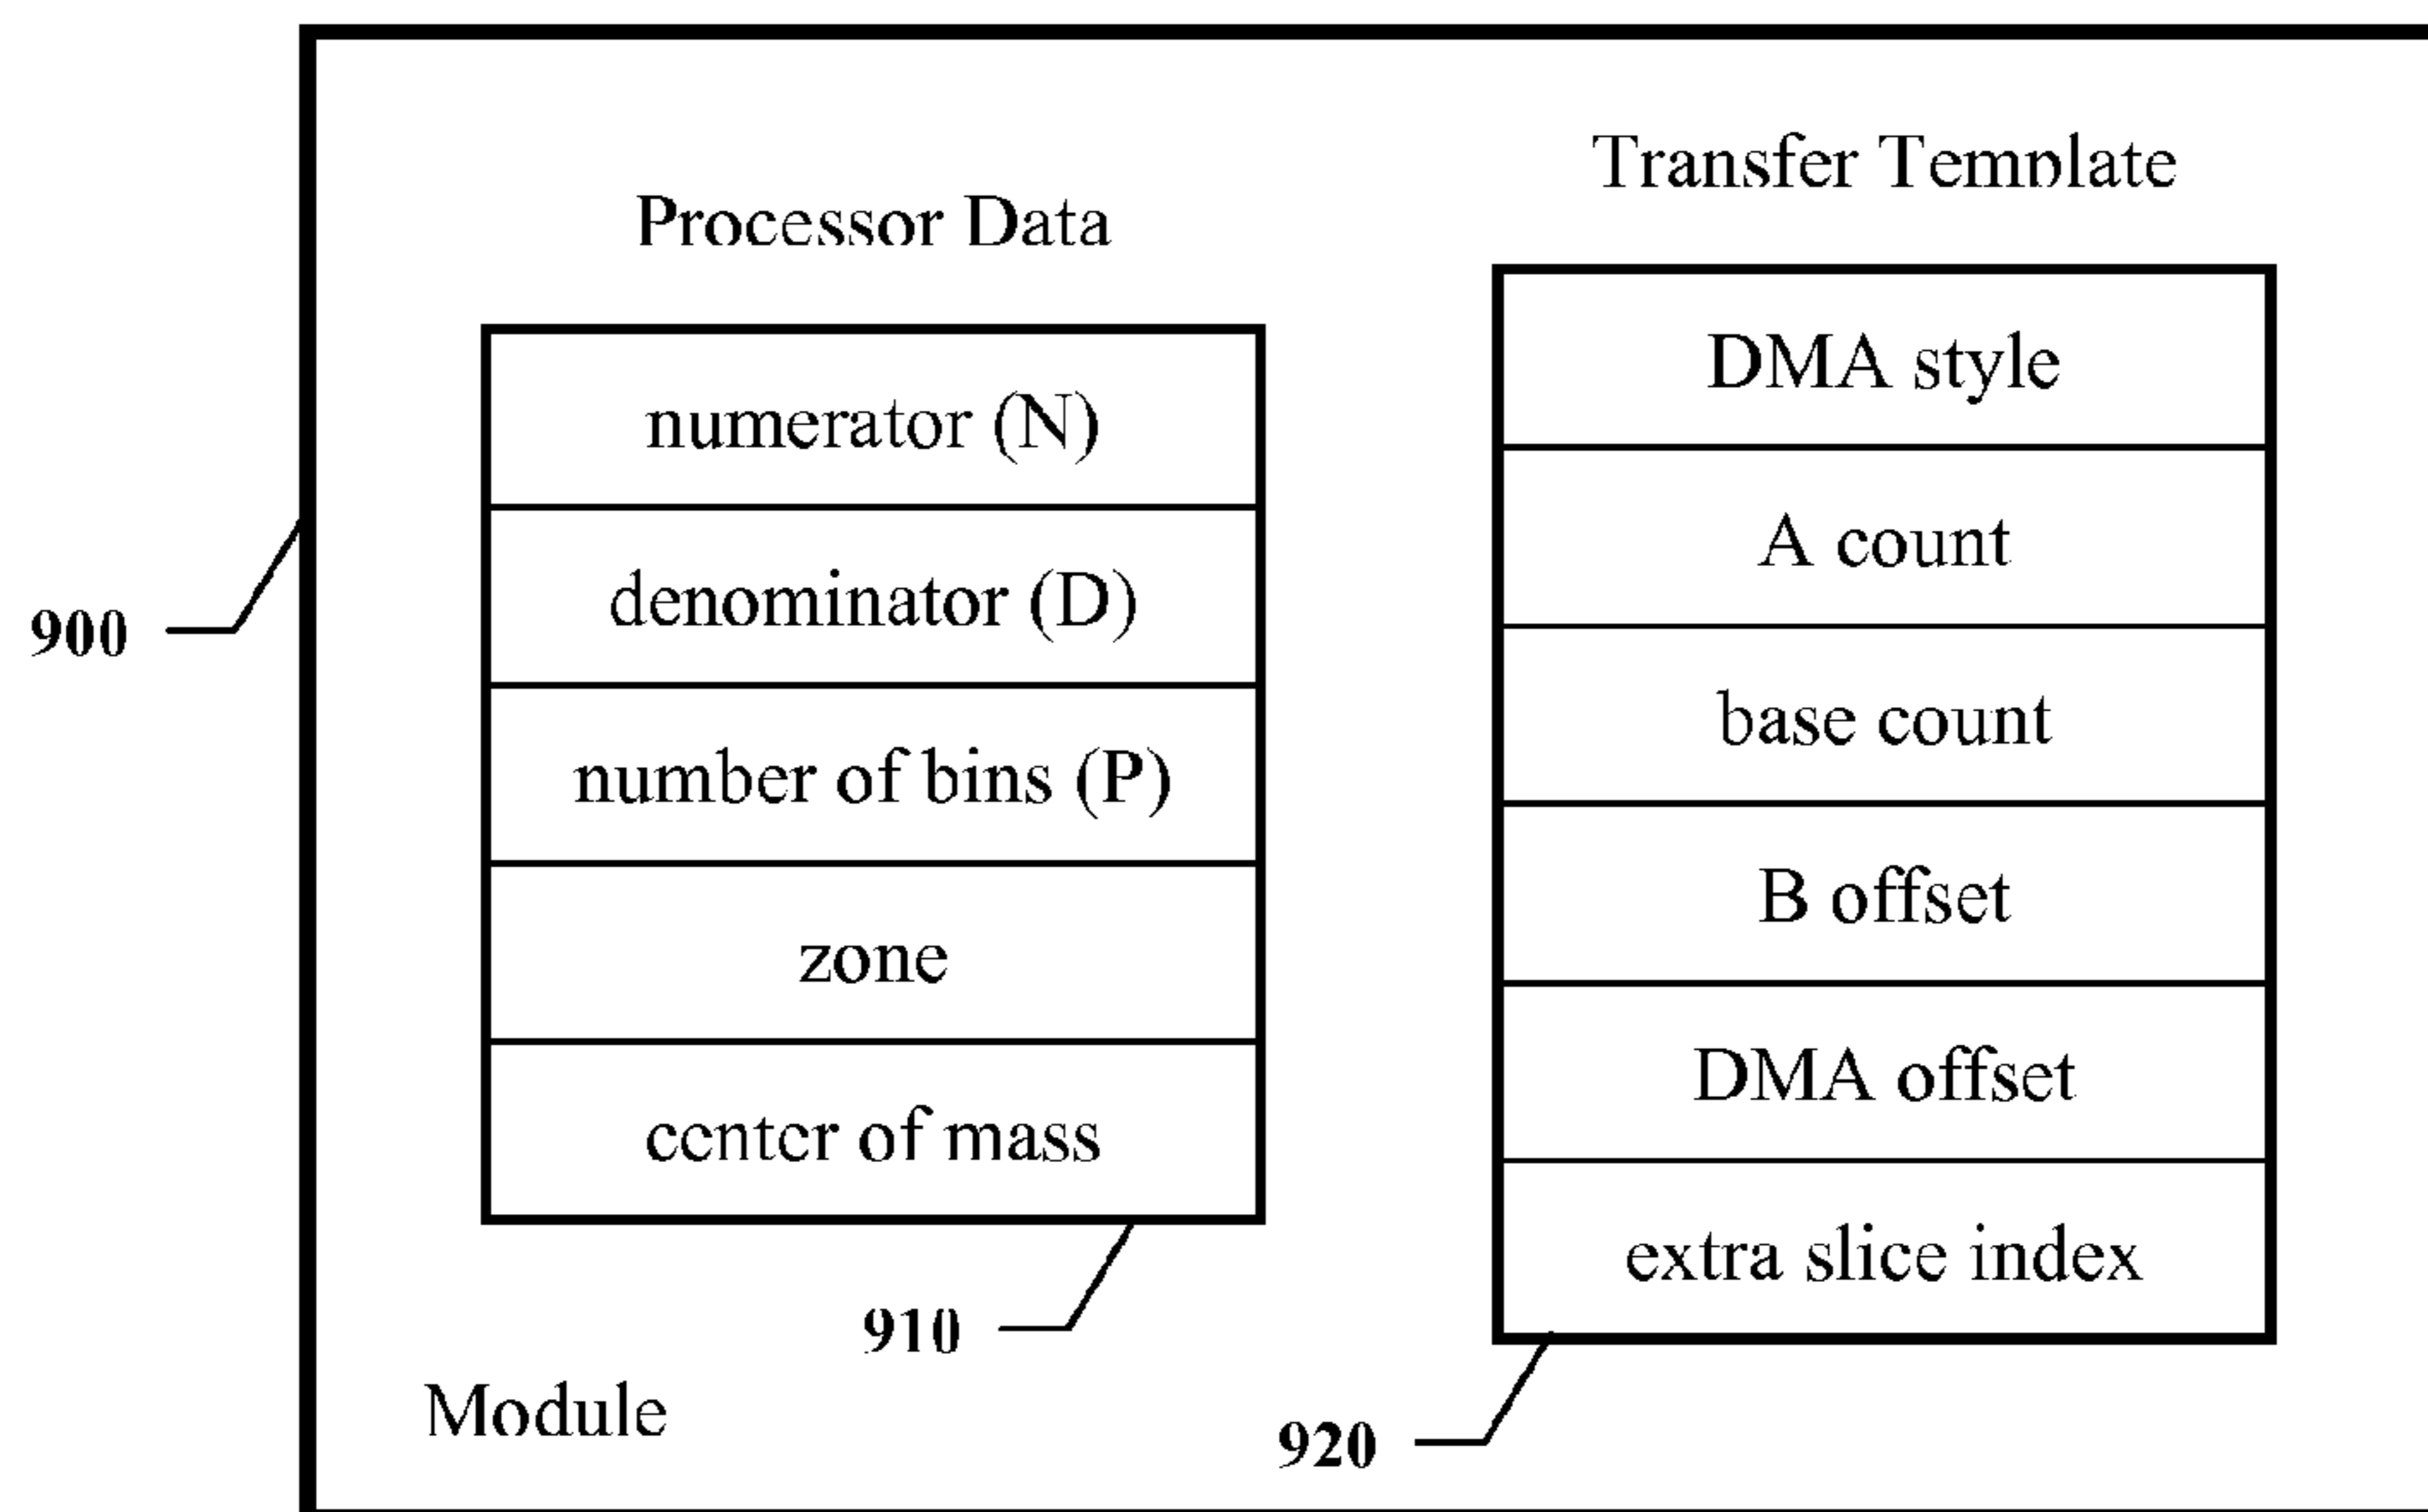 Processor Data
numerator (N)
denominator (D)
number of bins (P)
zone
center of mass
910
Transfer Template
DMA style
A count
base count
B offset
DMA offset
extra slice index
920
900
Module